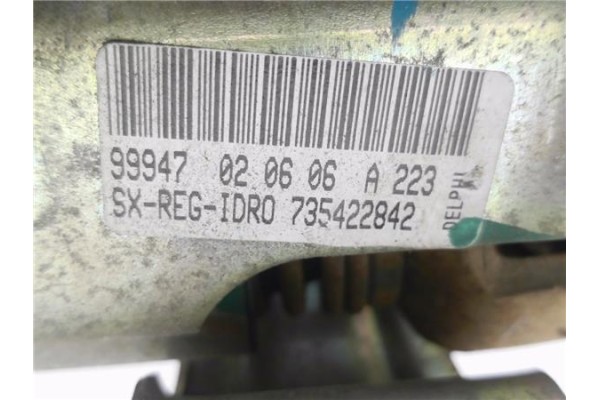 99947 02 06 06 A 223
SX-REG-IDRO 735422842
DELPHI